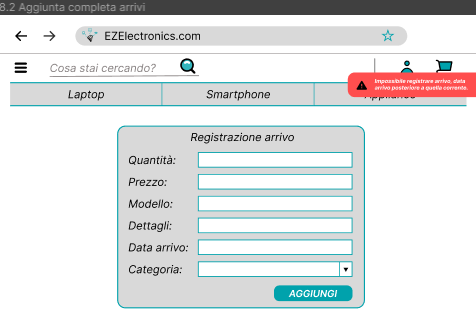 8.2 Aggiunta completa arrivi
EZElectronics.com
Cosa stai cercando?
Impossibile registrare arrivo, data
arrivo posteriore a quella corrente.
Laptop
Smartphone
Appliance
Registrazione arrivo
Quantità:
Prezzo:
Modello:
Dettagli:
Data arrivo:
Categoria:
AGGIUNGI